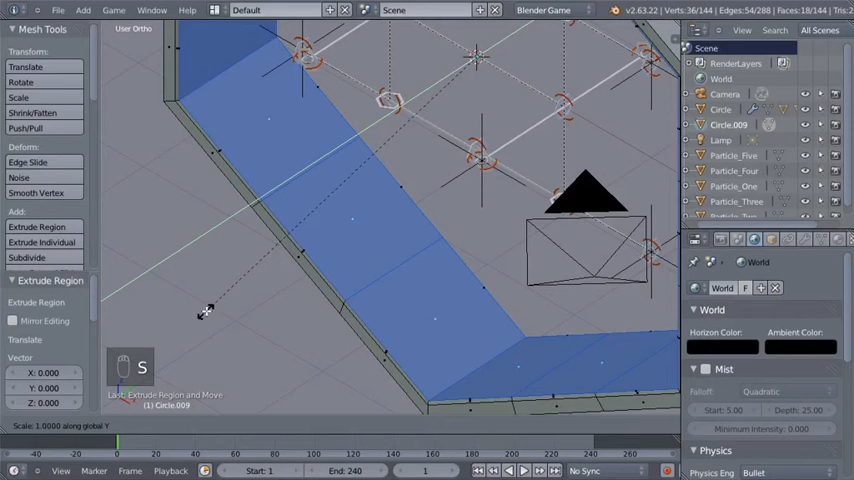 File Add Game Window Help
Default
Scene
Blender Game
v2.63.22 | Verts:36/144 | Edges:54/288 | Faces:18/144
Mesh Tools
Transform:
Translate
Rotate
Scale
Shrink/Fatten
Push/Pull
Deform:
Edge Slide
Noise
Smooth Vertex
Add:
Extrude Region
Extrude Individual
Subdivide
Extrude Region
Mirror Editing
Translate
Vector
X: 0.000
Y: 0.000
Z: 0.000
User Ortho
S
Last: Extrude Region and Move
(1) Circle.009
Scale: 1.0000 along global Y
View Search All Scenes
Scene
RenderLayers
World
Camera
Circle
Circle.009
Lamp
Particle_Five
Particle_Four
Particle_One
Particle_Three
World
World F
World
Horizon Color: Ambient Color:
Mist
Falloff: Quadratic
Start: 5.00 Depth: 25.00
Minimum Intensity: 0.000
Physics
Physics Eng Bullet
-40 -20 0 20 40 60 80 100 120 140 160 180 200 220 240 260
View Marker Frame Playback Start: 1 End: 240 1 No Sync